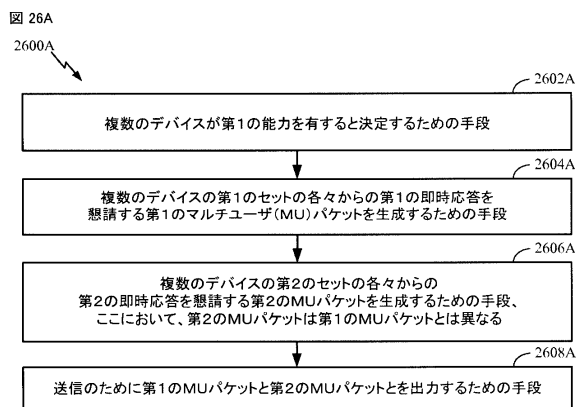 図 26A
2600A
2602A
複数のデバイスが第1の能力を有すると決定するための手段
2604A
複数のデバイスの第1のセットの各々からの第1の即時応答を
懇請する第1のマルチユーザ(MU)パケットを生成するための手段
2606A
複数のデバイスの第2のセットの各々からの
第2の即時応答を懇請する第2のMUパケットを生成するための手段、
ここにおいて、第2のMUパケットは第1のMUパケットとは異なる
2608A
送信のために第1のMUパケットと第2のMUパケットとを出力するための手段